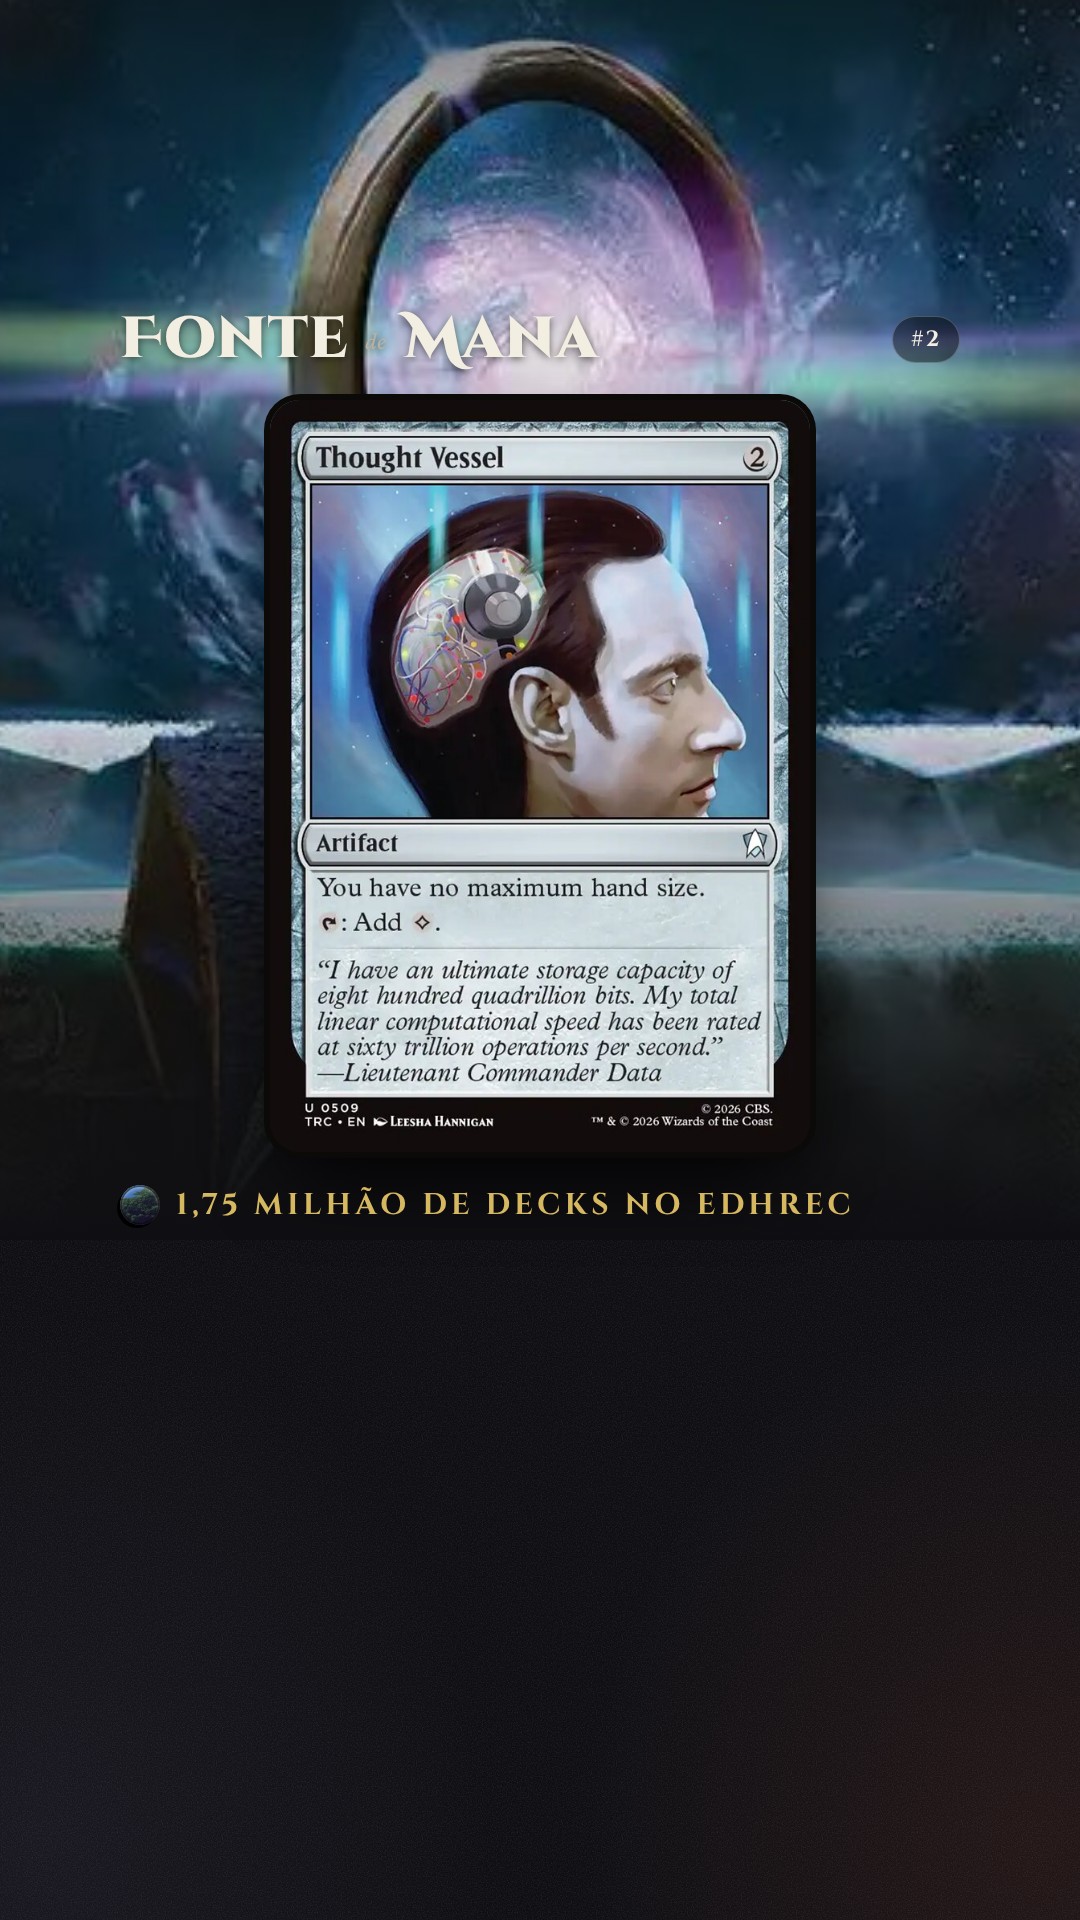 FONTE de MANA
#2
Thought Vessel 2
Artifact
You have no maximum hand size.
: Add .
“I have an ultimate storage capacity of
eight hundred quadrillion bits. My total
linear computational speed has been rated
at sixty trillion operations per second.”
—Lieutenant Commander Data
U 0509
TRC • EN LEESHA HANNIGAN
© 2026 CBS.
™ & © 2026 Wizards of the Coast
1,75 MILHÃO DE DECKS NO EDHREC